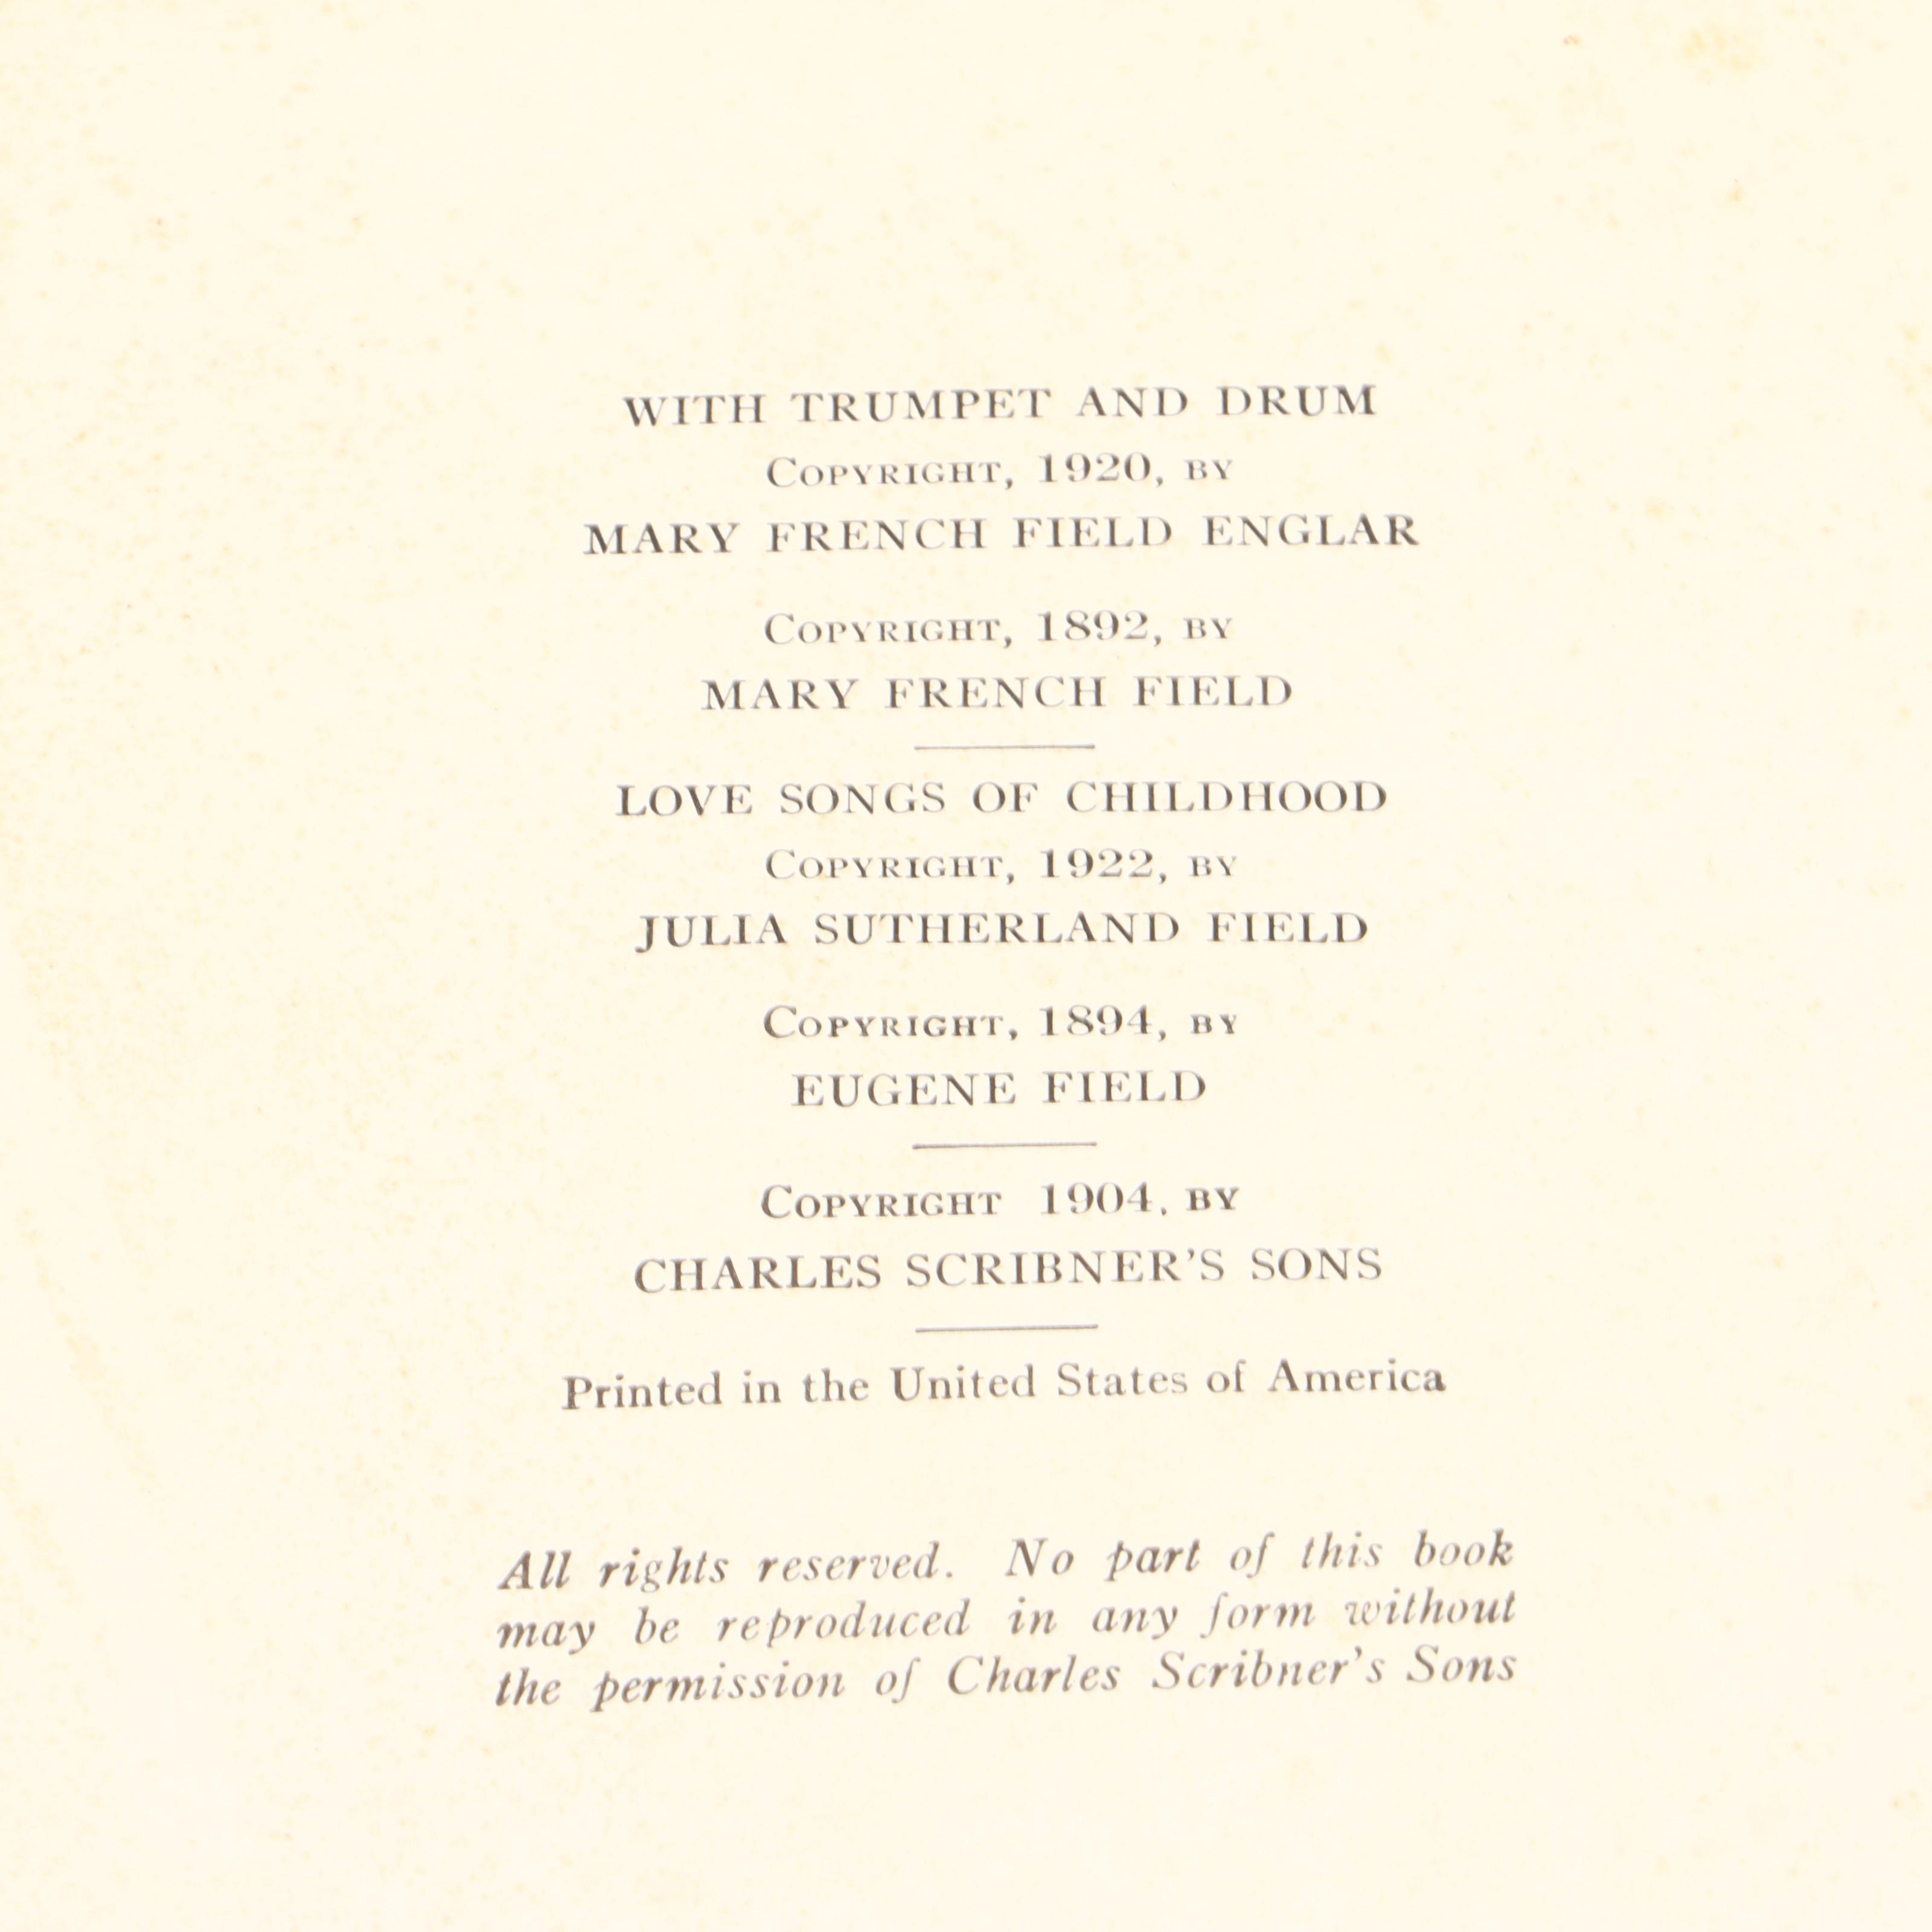 WITH TRUMPET AND DRUM
COPYRIGHT, 1920, BY
MARY FRENCH FIELD ENGLAR
COPYRIGHT, 1892, BY
MARY FRENCH FIELD
LOVE SONGS OF CHILDHOOD
COPYRIGHT, 1922, BY
JULIA SUTHERLAND FIELD
COPYRIGHT, 1894, BY
EUGENE FIELD
COPYRIGHT 1904. BY
CHARLES SCRIBNER'S SONS
Printed in the United States of America
All rights reserved. No part of this book
may be reproduced in any form without
the permission of Charles Scribner's Sons